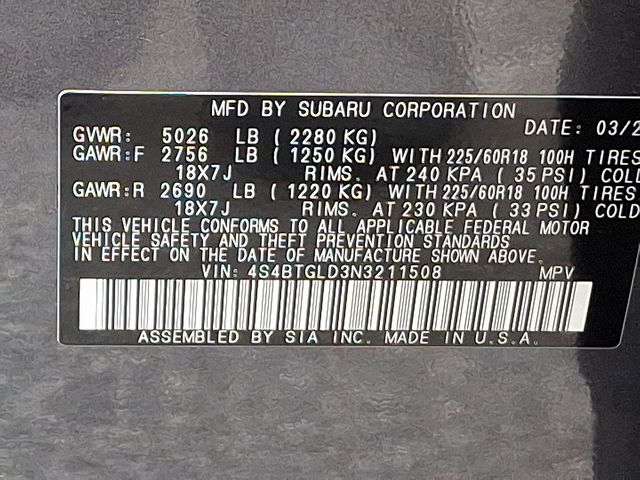 MFD BY SUBARU CORPORATION
DATE: 03/2
GVWR: 5026 LB (2280 KG)
GAWR:F 2756 LB (1250 KG) WITH 225/60R18 100H TIRES
18X7J RIMS. AT 240 KPA (35 PSI) COLD
GAWR:R 2690 LB (1220 KG) WITH 225/60R18 100H TIRES
18X7J RIMS. AT 230 KPA (33 PSI) COLD
THIS VEHICLE CONFORMS TO ALL APPLICABLE FEDERAL MOTOR
VEHICLE SAFETY AND THEFT PREVENTION STANDARDS
IN EFFECT ON THE DATE OF MANUFACTURE SHOWN ABOVE.
VIN: 4S4BTGLD3N3211508 MPV
ASSEMBLED BY SIA INC. MADE IN U.S.A.